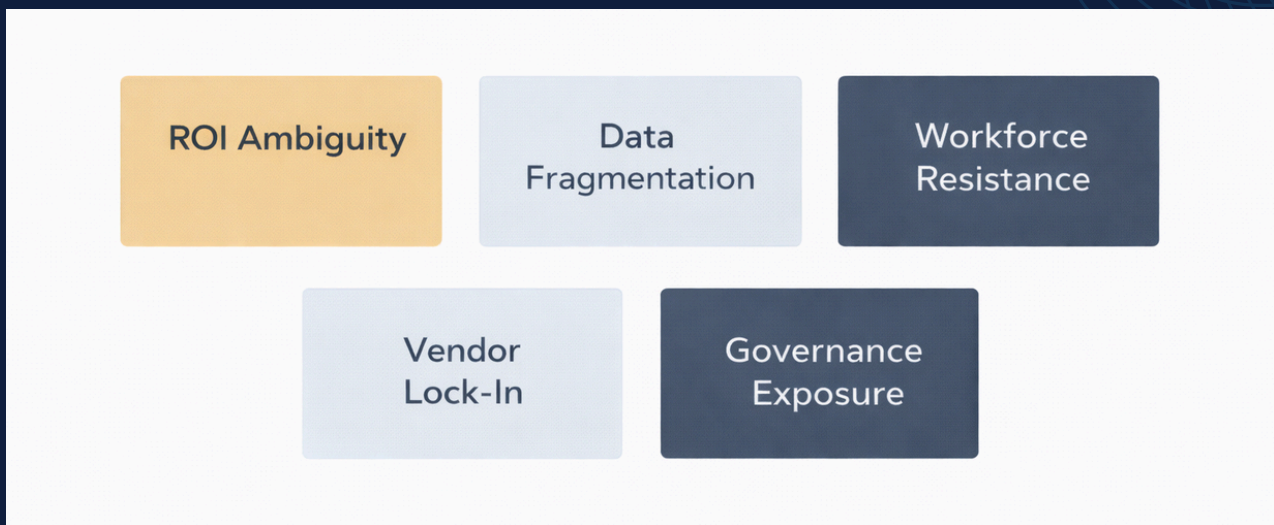 ROI Ambiguity
Data
Fragmentation
Workforce
Resistance
Vendor
Lock-In
Governance
Exposure